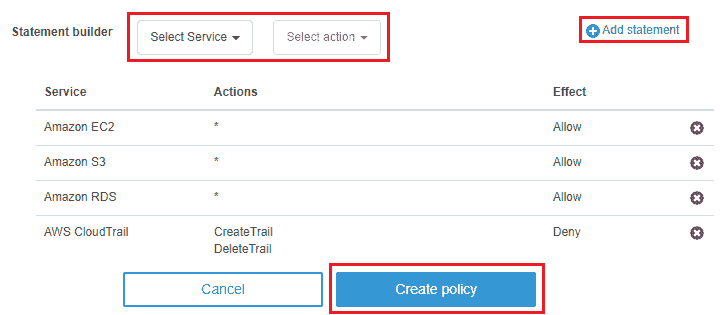 Statement builder Select Service Select action Add statement
Service Actions Effect
Amazon EC2 * Allow
Amazon S3 * Allow
Amazon RDS * Allow
AWS CloudTrail CreateTrail Deny
DeleteTrail
Cancel Create policy